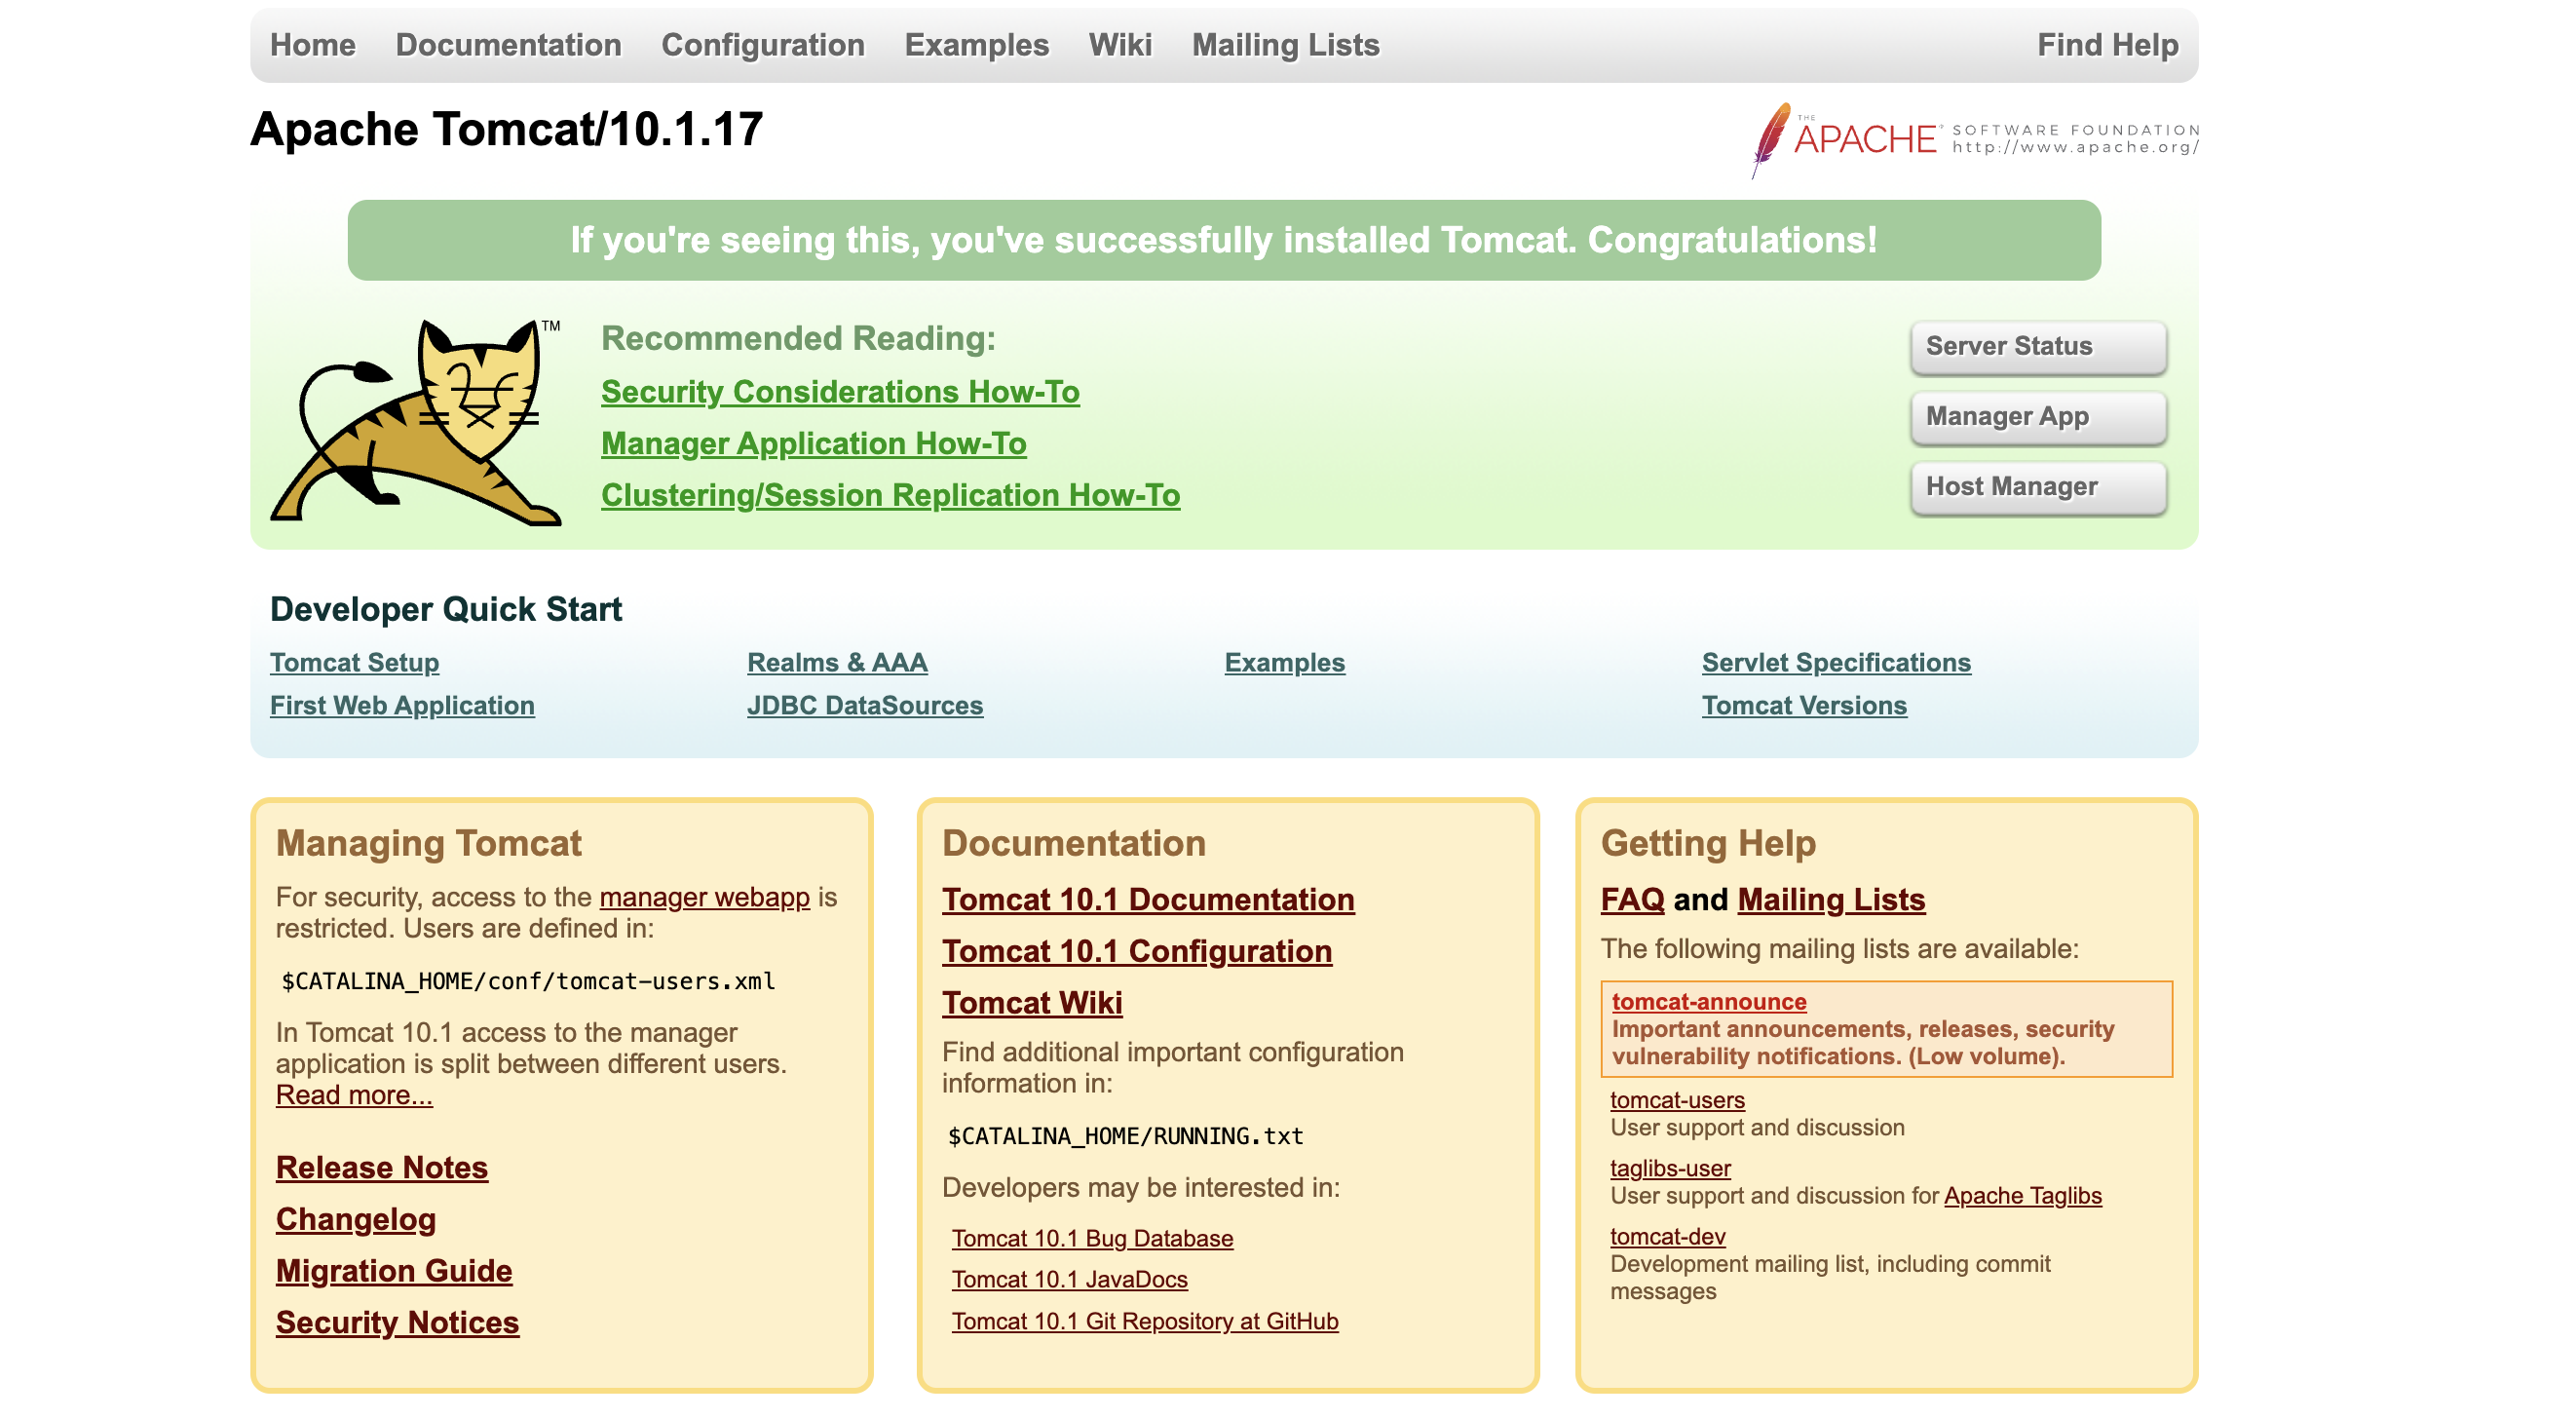 Home Documentation Configuration Examples Wiki Mailing Lists Find Help
Apache Tomcat/10.1.17
THE APACHE® SOFTWARE FOUNDATION
http://www.apache.org/
If you're seeing this, you've successfully installed Tomcat. Congratulations!
TM
Recommended Reading:
Security Considerations How-To
Manager Application How-To
Clustering/Session Replication How-To
Server Status
Manager App
Host Manager
Developer Quick Start
Tomcat Setup
First Web Application
Realms & AAA
JDBC DataSources
Examples
Servlet Specifications
Tomcat Versions
Managing Tomcat
For security, access to the manager webapp is
restricted. Users are defined in:
$CATALINA_HOME/conf/tomcat-users.xml
In Tomcat 10.1 access to the manager
application is split between different users.
Read more...
Release Notes
Changelog
Migration Guide
Security Notices
Documentation
Tomcat 10.1 Documentation
Tomcat 10.1 Configuration
Tomcat Wiki
Find additional important configuration
information in:
$CATALINA_HOME/RUNNING.txt
Developers may be interested in:
Tomcat 10.1 Bug Database
Tomcat 10.1 JavaDocs
Tomcat 10.1 Git Repository at GitHub
Getting Help
FAQ and Mailing Lists
The following mailing lists are available:
tomcat-announce
Important announcements, releases, security
vulnerability notifications. (Low volume).
tomcat-users
User support and discussion
taglibs-user
User support and discussion for Apache Taglibs
tomcat-dev
Development mailing list, including commit
messages